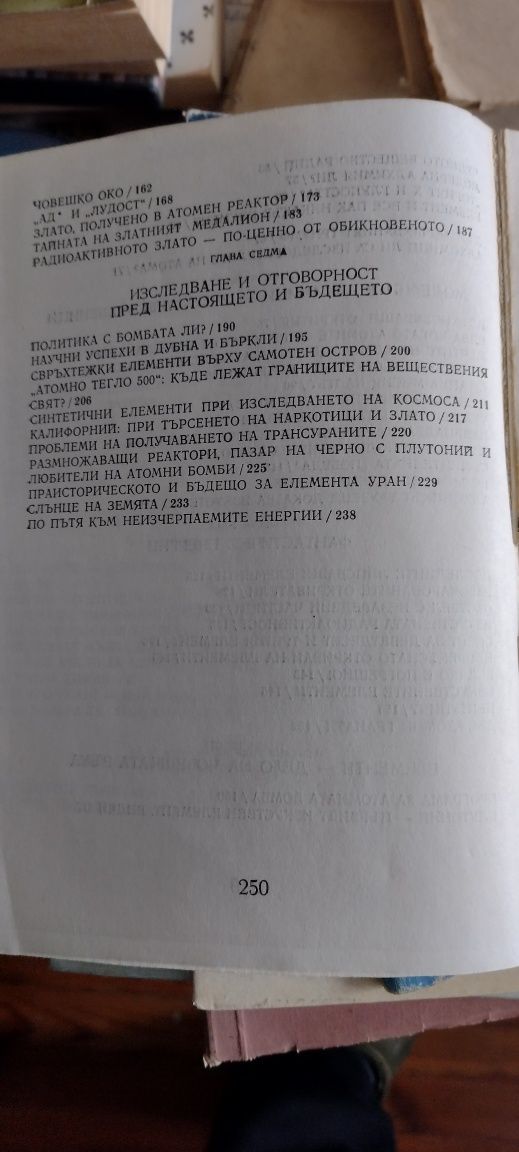 ЧОВЕШКО ОКО / 162
„АД" И „ЛУДОСТ" / 168
ЗЛАТО, ПОЛУЧЕНО В АТОМЕН РЕАКТОР / 173
ТАЙНАТА НА ЗЛАТНИЯТ МЕДАЛИОН / 183
РАДИОАКТИВНОТО ЗЛАТО — ПО-ЦЕННО ОТ ОБИКНОВЕНОТО / 187
ГЛАВА СЕДМА
ИЗСЛЕДВАНЕ И ОТГОВОРНОСТ
ПРЕД НАСТОЯЩЕТО И БЪДЕЩЕТО
ПОЛИТИКА С БОМБАТА ЛИ? / 190
НАУЧНИ УСПЕХИ В ДУБНА И БЪРКЛИ / 195
СВРЪХТЕЖКИ ЕЛЕМЕНТИ ВЪРХУ САМОТЕН ОСТРОВ / 200
„АТОМНО ТЕГЛО 500“: КЪДЕ ЛЕЖАТ ГРАНИЦИТЕ НА ВЕЩЕСТВЕНИЯ
СВЯТ? / 206
СИНТЕТИЧНИ ЕЛЕМЕНТИ ПРИ ИЗСЛЕДВАНЕТО НА КОСМОСА / 211
КАЛИФОРНИЙ: ПРИ ТЪРСЕНЕТО НА НАРКОТИЦИ И ЗЛАТО / 217
ПРОБЛЕМИ НА ПОЛУЧАВАНЕТО НА ТРАНСУРАНИТЕ / 220
РАЗМНОЖАВАЩИ РЕАКТОРИ, ПАЗАР НА ЧЕРНО С ПЛУТОНИЙ И
ЛЮБИТЕЛИ НА АТОМНИ БОМБИ / 225
ПРАИСТОРИЧЕСКОТО И БЪДЕЩО ЗА ЕЛЕМЕНТА УРАН / 229
СЛЪНЦЕ НА ЗЕМЯТА / 233
ПО ПЪТЯ КЪМ НЕИЗЧЕРПАЕМИТЕ ЕНЕРГИИ / 238
250